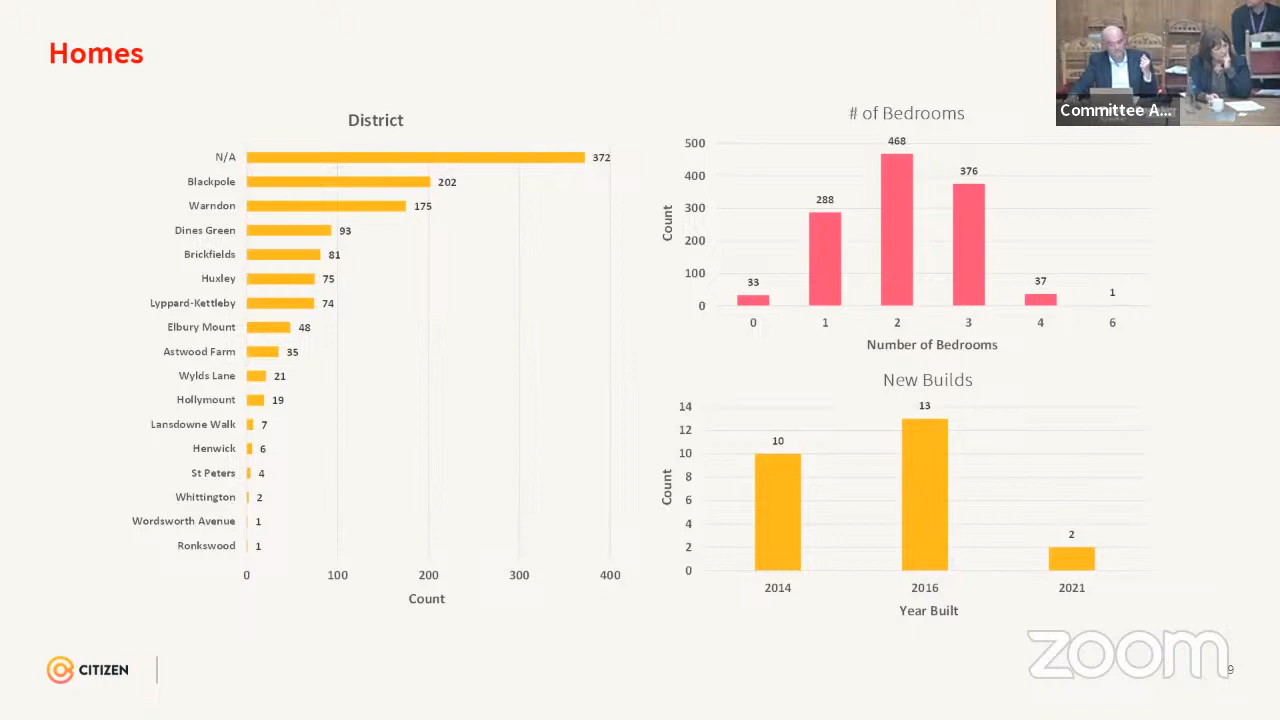 Homes
Committee A...
District
N/A 372
Blackpole 202
Warndon 175
Dines Green 93
Brickfields 81
Huxley 75
Lyppard-Kettleby 74
Elbury Mount 48
Astwood Farm 35
Wylds Lane 21
Hollymount 19
Lansdowne Walk 7
Henwick 6
St Peters 4
Whittington 2
Wordsworth Avenue 1
Ronkswood 1
0 100 200 300 400
Count
# of Bedrooms
500
400
300
200
100
0
Count
33 288 468 376 37 1
0 1 2 3 4 6
Number of Bedrooms
New Builds
14
12
10
8
6
4
2
0
Count
10 13 2
2014 2016 2021
Year Built
CITIZEN
zoom
9